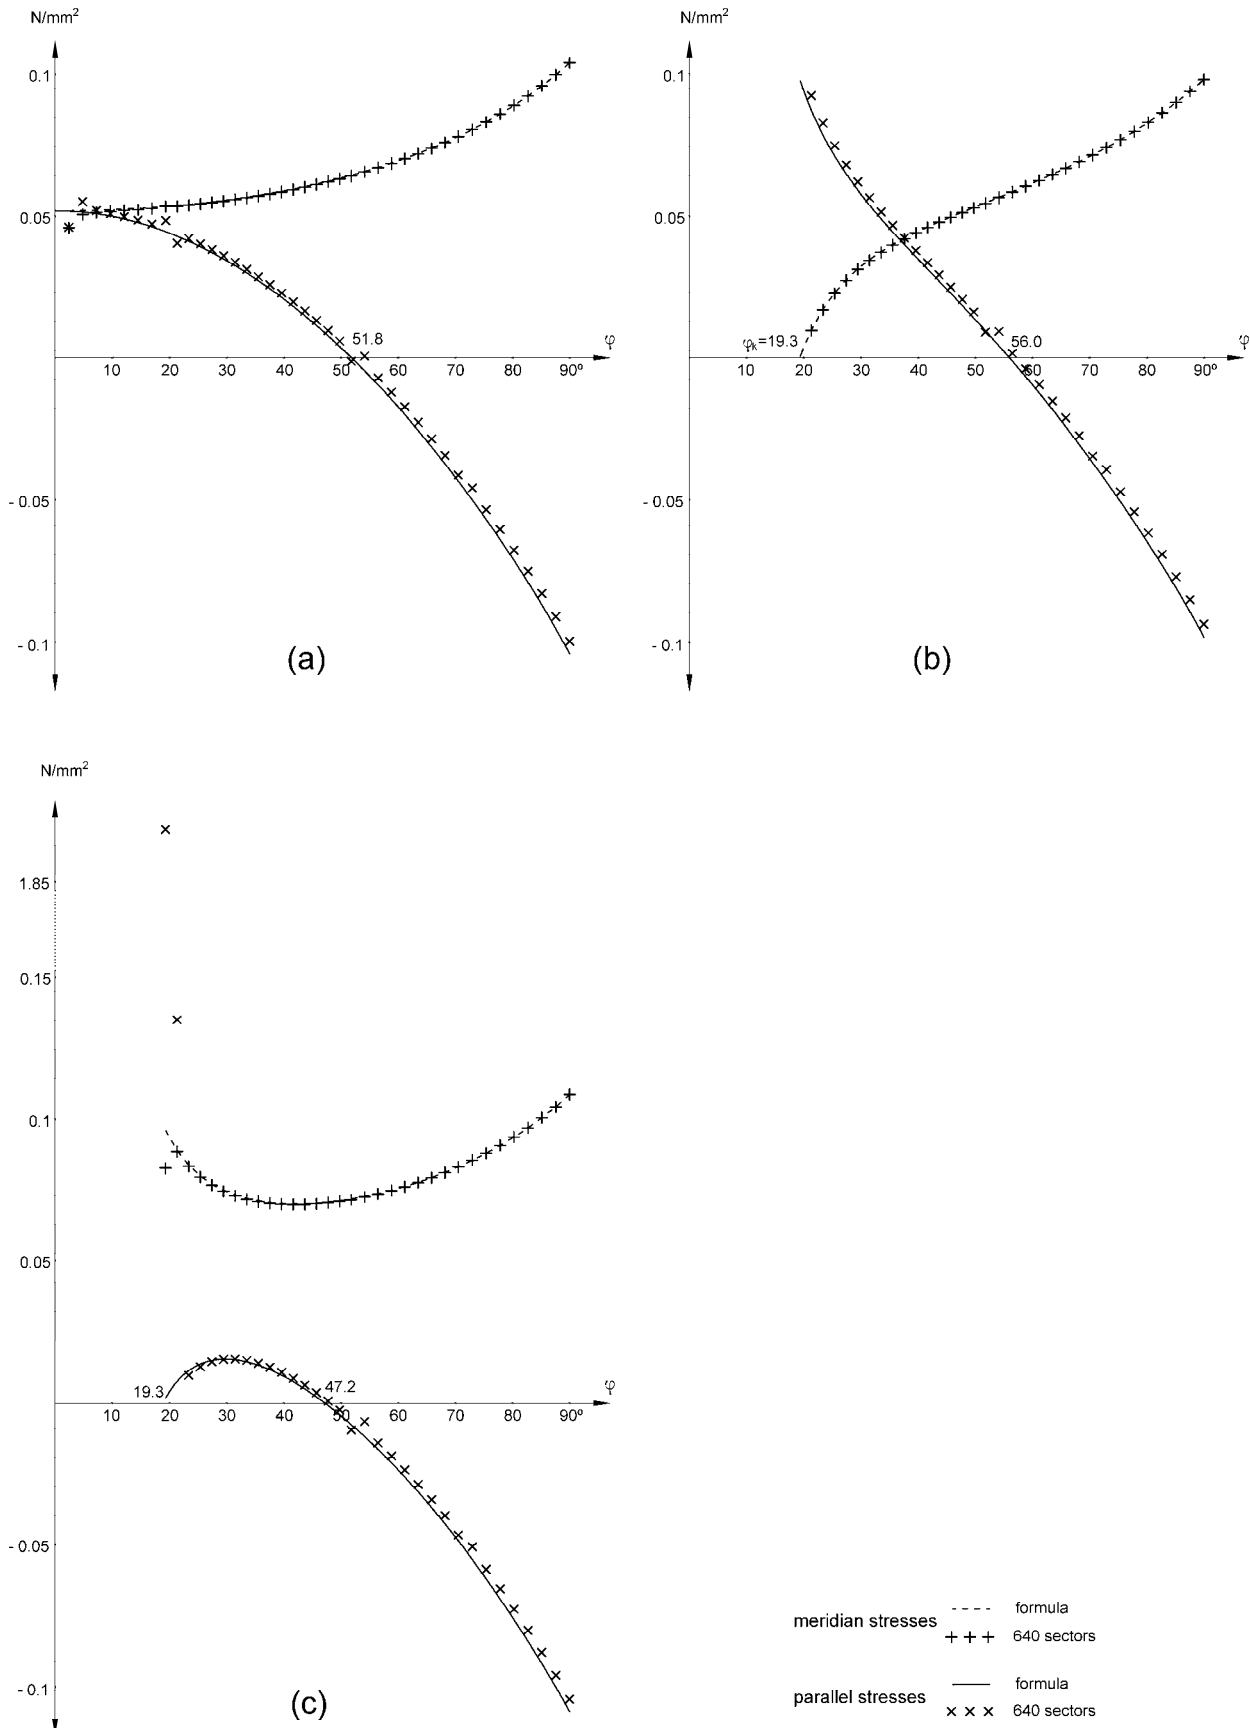 N/mm²
0.1
0.05
- 0.05
- 0.1
51.8
φ
10 20 30 40 50 60 70 80 90º
(a)
N/mm²
0.1
0.05
- 0.05
- 0.1
φk=19.3
56.0
φ
10 20 30 40 50 60 70 80 90º
(b)
N/mm²
1.85
0.15
0.1
0.05
- 0.05
- 0.1
19.3
47.2
φ
10 20 30 40 50 60 70 80 90º
(c)
meridian stresses
formula
640 sectors
parallel stresses
formula
640 sectors